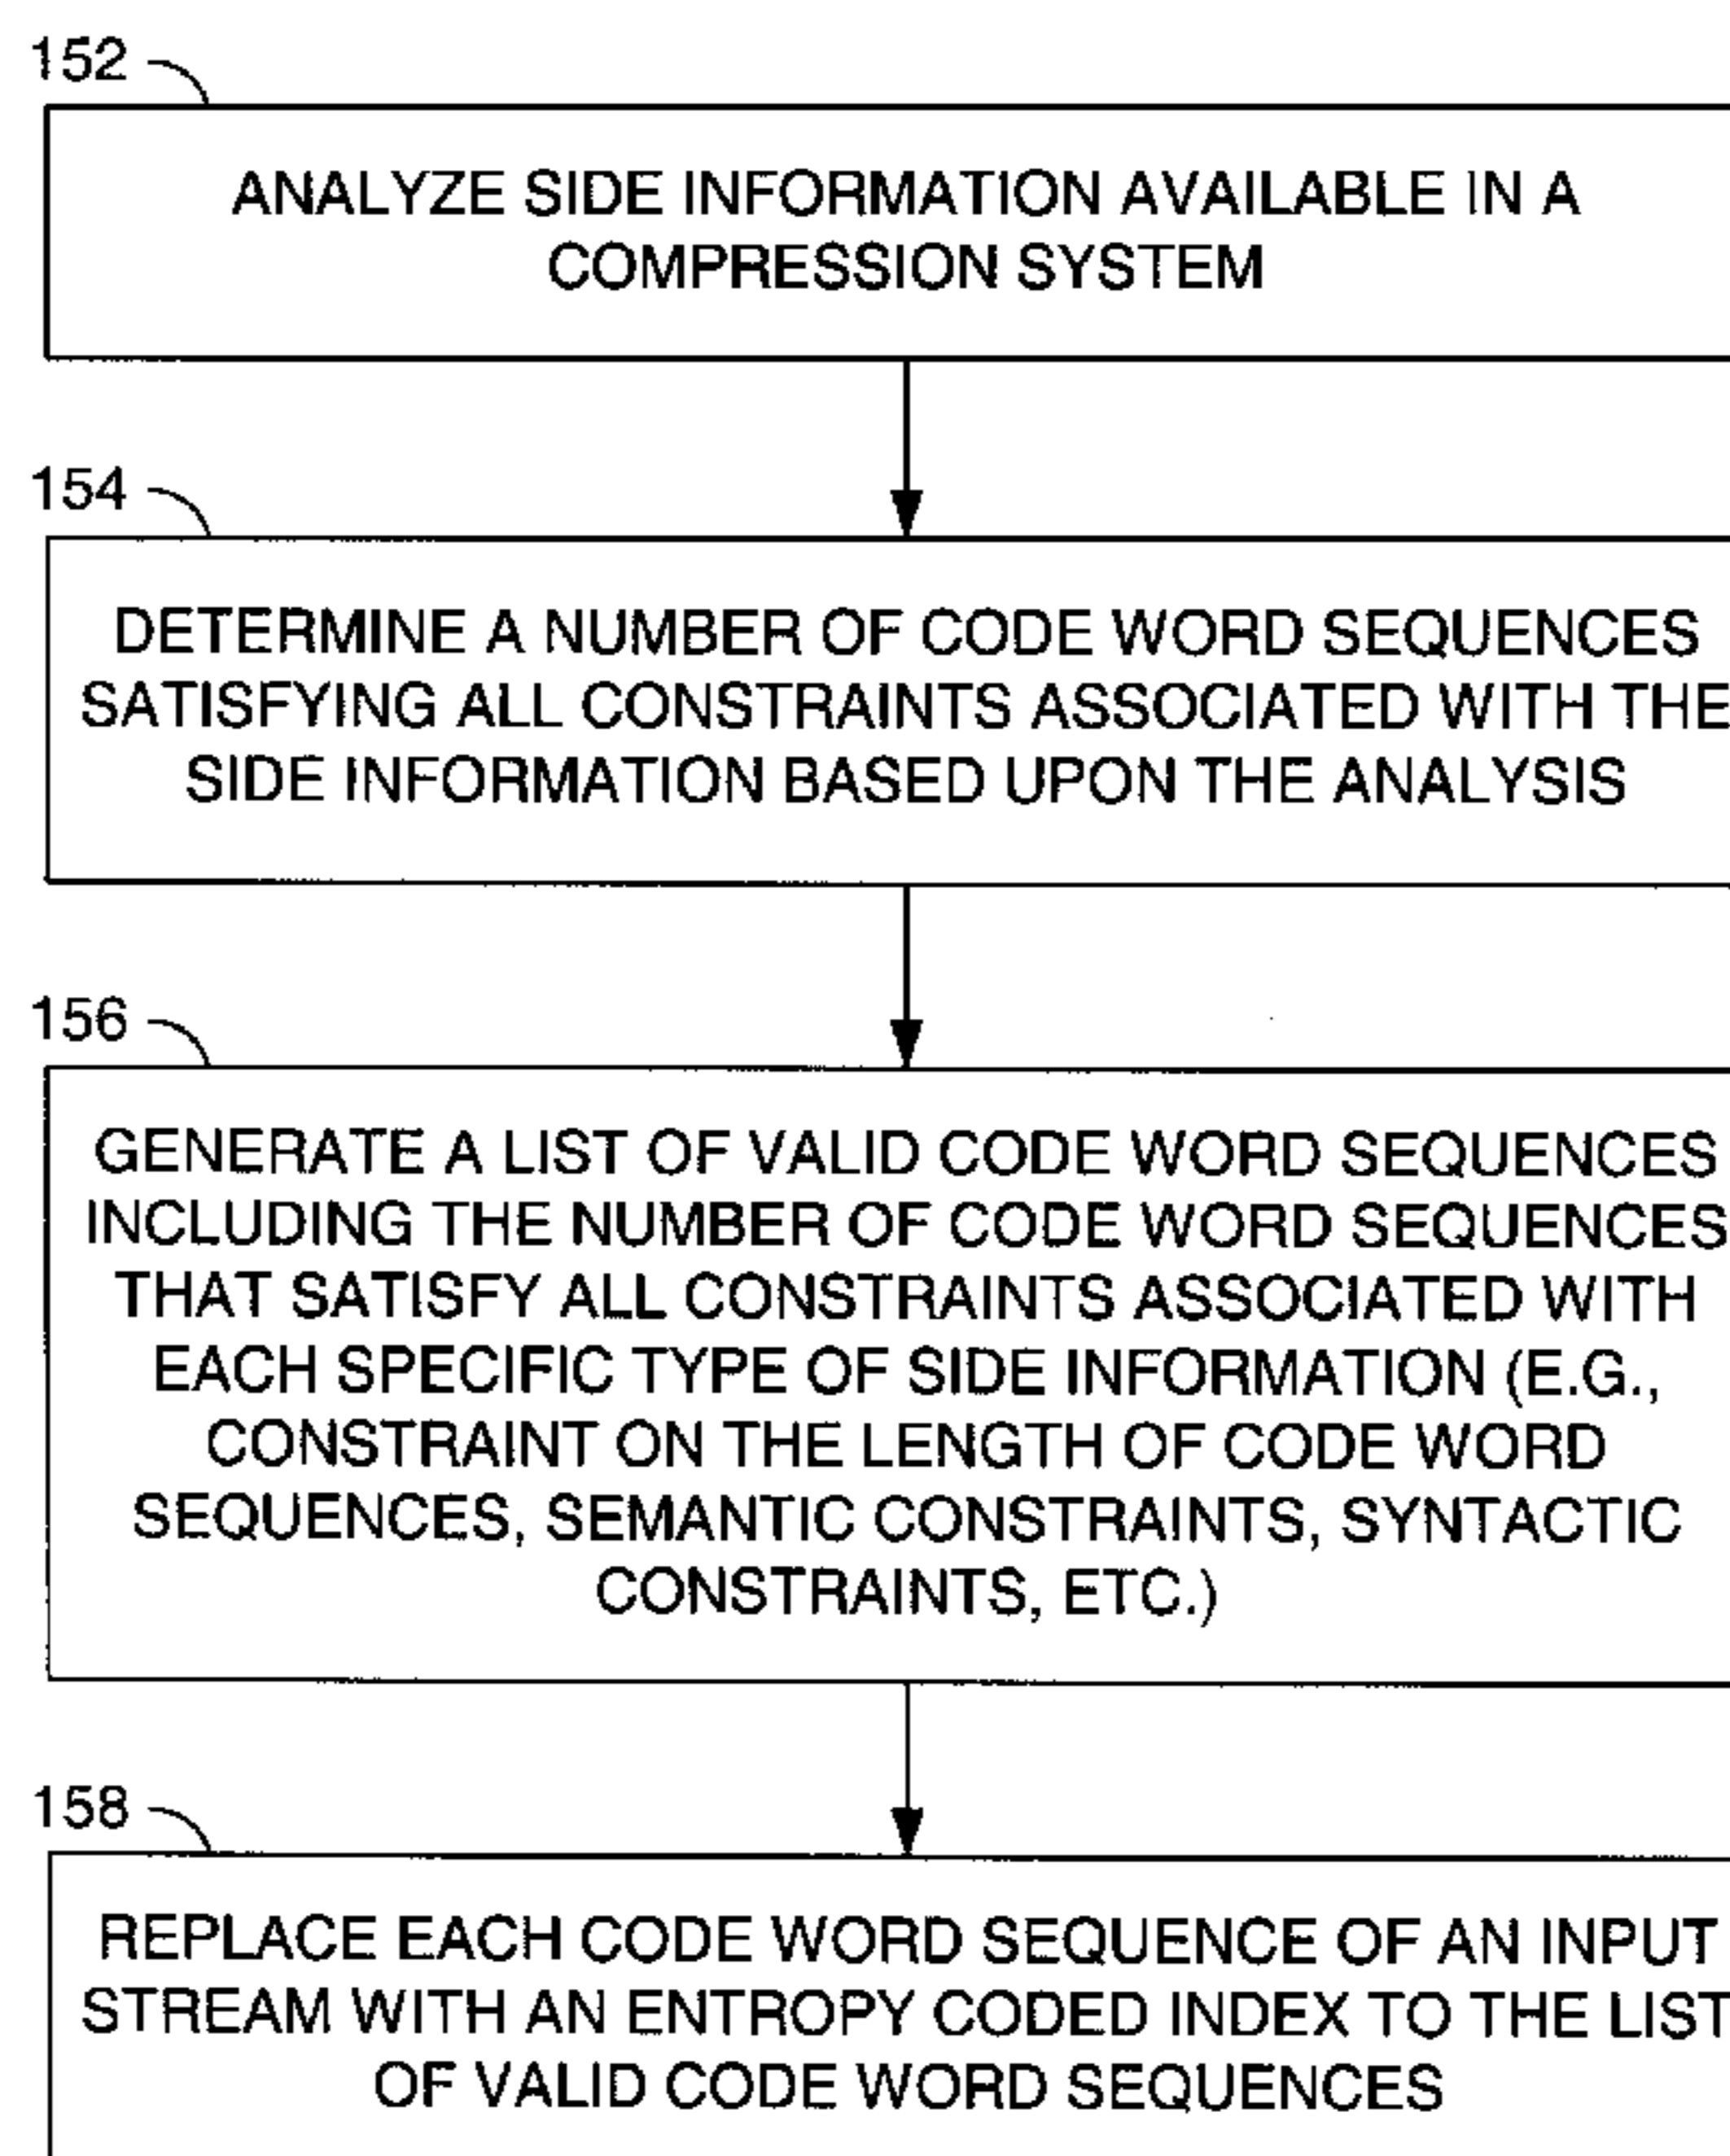 152
ANALYZE SIDE INFORMATION AVAILABLE IN A
COMPRESSION SYSTEM
154
DETERMINE A NUMBER OF CODE WORD SEQUENCES
SATISFYING ALL CONSTRAINTS ASSOCIATED WITH THE
SIDE INFORMATION BASED UPON THE ANALYSIS
156
GENERATE A LIST OF VALID CODE WORD SEQUENCES
INCLUDING THE NUMBER OF CODE WORD SEQUENCES
THAT SATISFY ALL CONSTRAINTS ASSOCIATED WITH
EACH SPECIFIC TYPE OF SIDE INFORMATION (E.G.,
CONSTRAINT ON THE LENGTH OF CODE WORD
SEQUENCES, SEMANTIC CONSTRAINTS, SYNTACTIC
CONSTRAINTS, ETC.)
158
REPLACE EACH CODE WORD SEQUENCE OF AN INPUT
STREAM WITH AN ENTROPY CODED INDEX TO THE LIST
OF VALID CODE WORD SEQUENCES